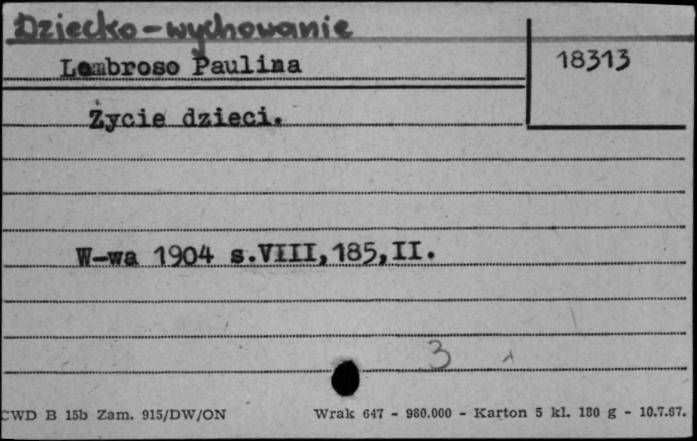 Dziecko-wychowanie
Lombroso Paulina
18313
Życie dzieci.
W-wa 1904 s.VIII,185,II.
3
CWD B 15b Zam. 915/DW/ON Wrak 647 - 980.000 - Karton 5 kl. 180 g - 10.7.67.